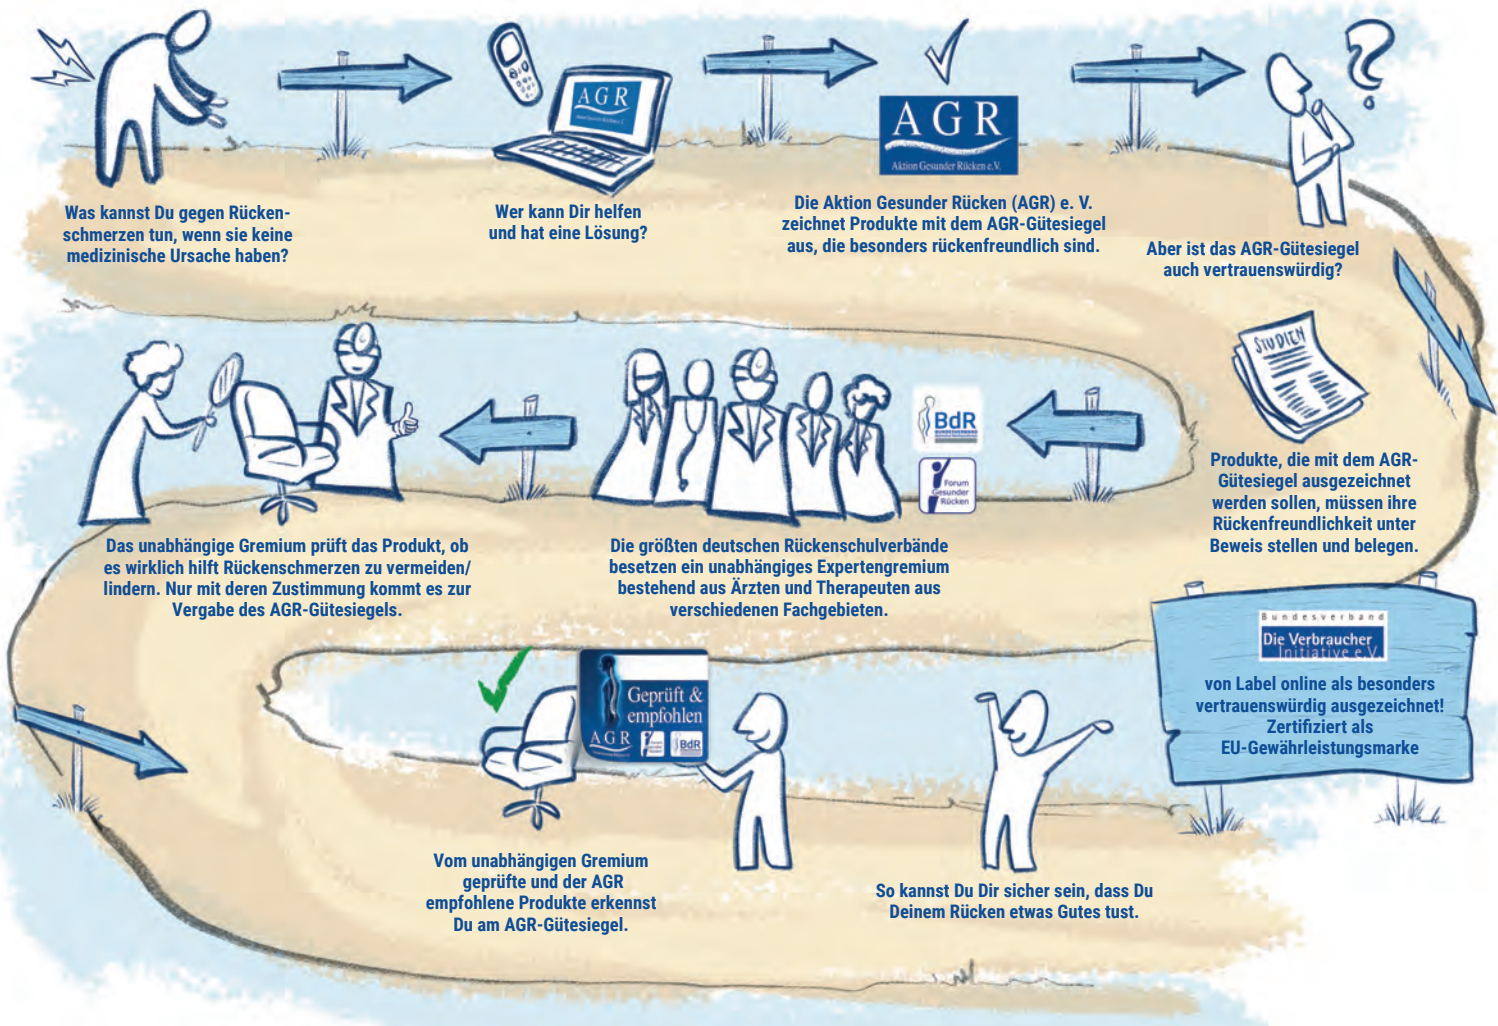 AGR
AGR
Aktion Gesunder Rücken e.V.
Was kannst Du gegen Rücken-
schmerzen tun, wenn sie keine
medizinische Ursache haben?
Wer kann Dir helfen
und hat eine Lösung?
Die Aktion Gesunder Rücken (AGR) e. V.
zeichnet Produkte mit dem AGR-Gütesiegel
aus, die besonders rückenfreundlich sind.
Aber ist das AGR-Gütesiegel
auch vertrauenswürdig?
STUDIEN
Produkte, die mit dem AGR-
Gütesiegel ausgezeichnet
werden sollen, müssen ihre
Rückenfreundlichkeit unter
Beweis stellen und belegen.
BdR
BUNDESVERBAND
Forum
Gesunder
Rücken
Die größten deutschen Rückenschulverbände
besetzen ein unabhängiges Expertengremium
bestehend aus Ärzten und Therapeuten aus
verschiedenen Fachgebieten.
Das unabhängige Gremium prüft das Produkt, ob
es wirklich hilft Rückenschmerzen zu vermeiden/
lindern. Nur mit deren Zustimmung kommt es zur
Vergabe des AGR-Gütesiegels.
Geprüft &
empfohlen
AGR
BdR
Vom unabhängigen Gremium
geprüfte und der AGR
empfohlene Produkte erkennst
Du am AGR-Gütesiegel.
So kannst Du Dir sicher sein, dass Du
Deinem Rücken etwas Gutes tust.
Bundesverband
Die Verbraucher
Initiative e.V.
von Label online als besonders
vertrauenswürdig ausgezeichnet!
Zertifiziert als
EU-Gewährleistungsmarke